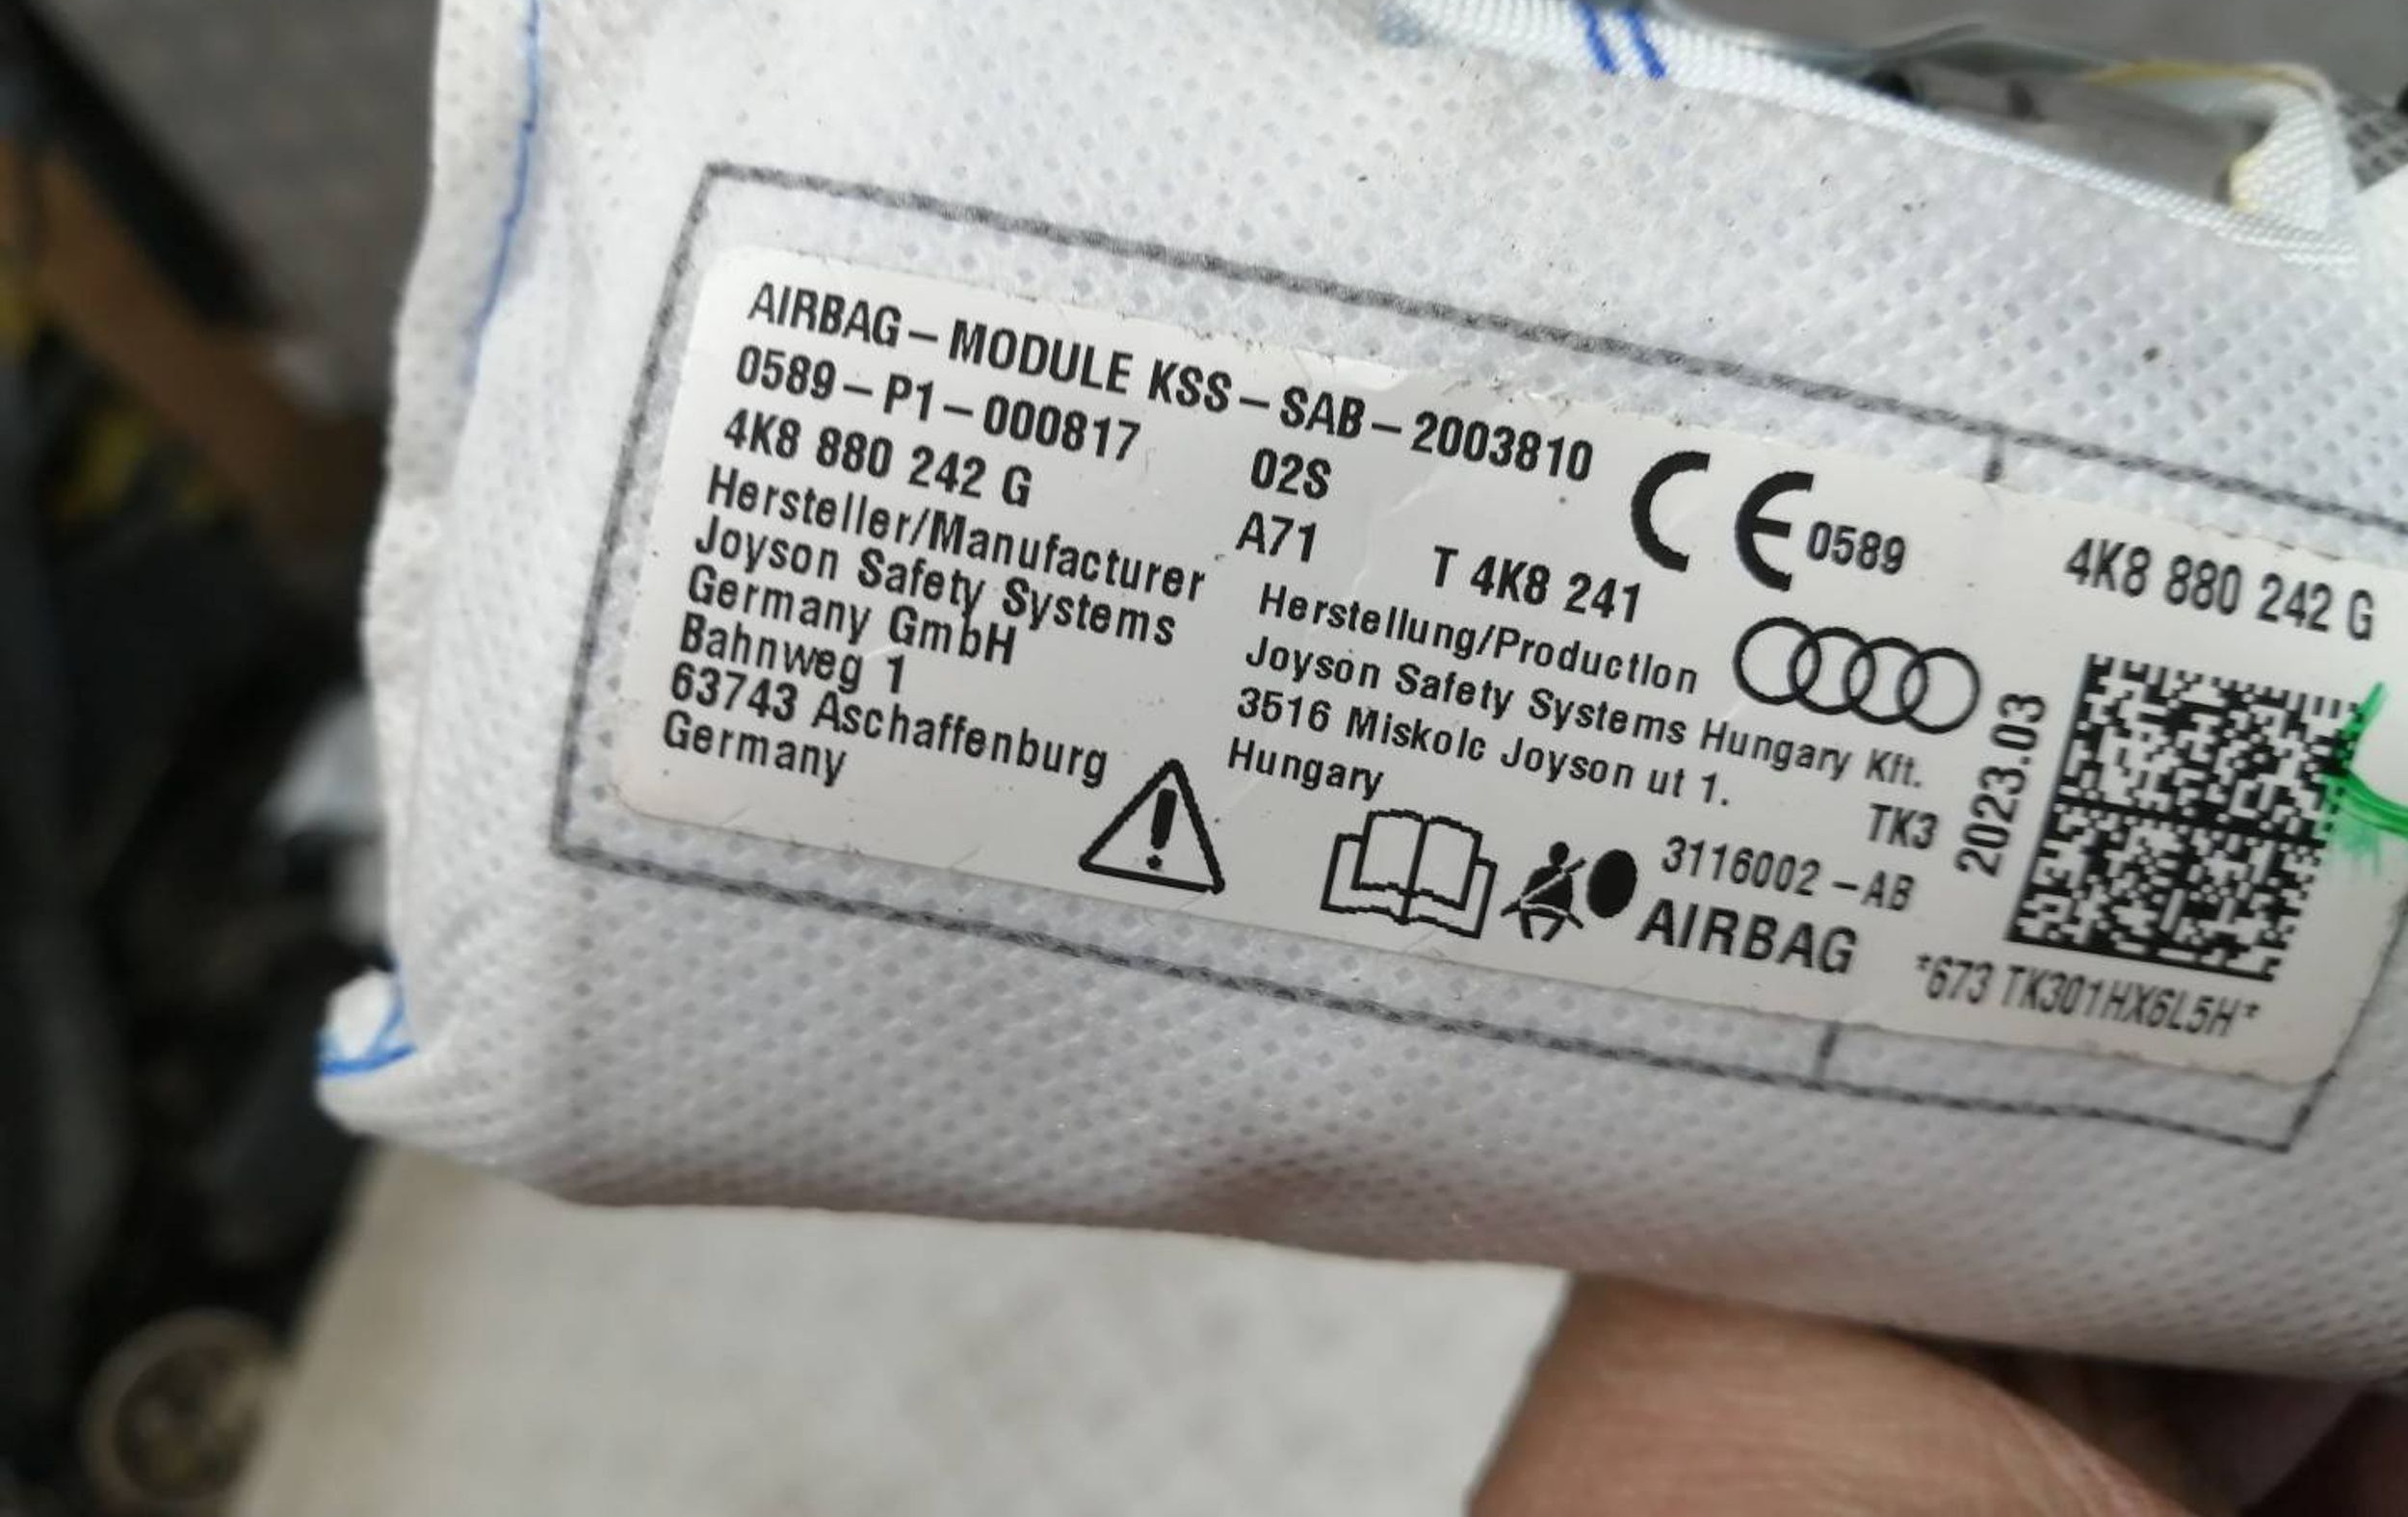 AIRBAG – MODULE KSS – SAB – 2003810
0589 – P1 – 000817 02S
4K8 880 242 G A71 T 4K8 241
CE 0589
Hersteller/Manufacturer
Joyson Safety Systems
Germany GmbH
Bahnweg 1
63743 Aschaffenburg
Germany
Herstellung/Production
Joyson Safety Systems Hungary Kft.
3516 Miskolc Joyson ut 1.
Hungary
TK3
3116002 – AB
AIRBAG
2023.03
4K8 880 242 G
*673 TK301HX6L5H*